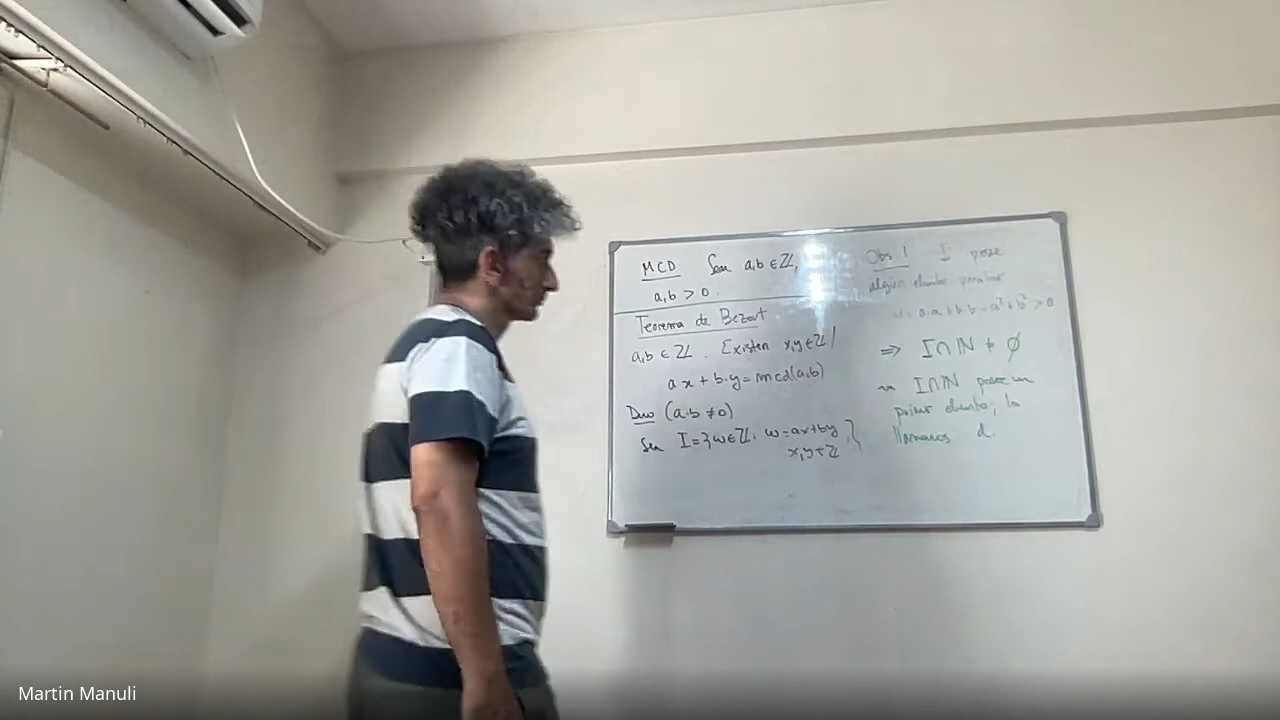 MCD Sean a,b ∈ ℤ,
a,b > 0.
Teorema de Bezout
a,b ∈ ℤ. Existen x,y ∈ ℤ /
ax + b·y = mcd(a,b)
Dem (a·b ≠ 0)
Sea I = { w ∈ ℤ: w = ax+by,
x,y ∈ ℤ }
Obs 1 I posee
algún elemento positivo
w = a·a + b·b = a² + b² > 0
⇒ I ∩ ℕ ≠ ∅
⇝ I ∩ ℕ posee un
primer elemento, lo
llamamos d.
Martin Manuli